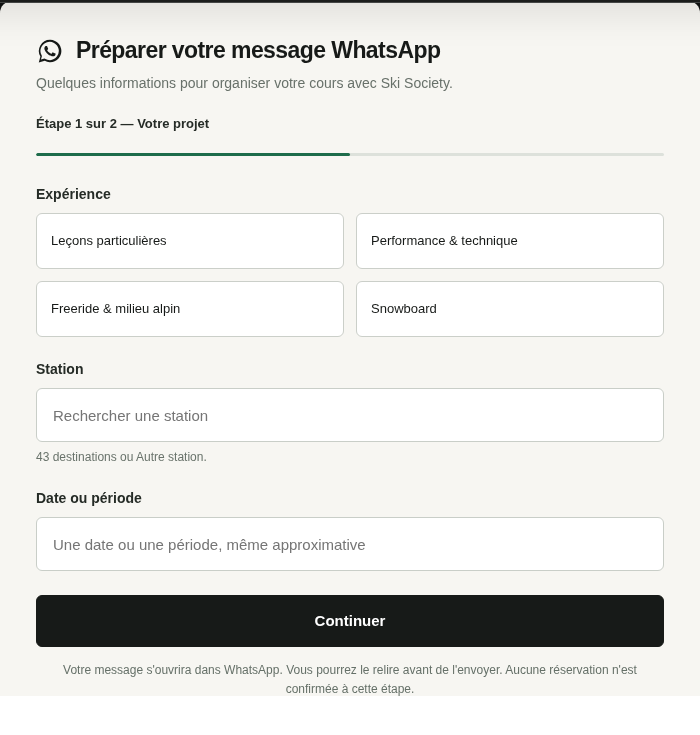 Préparer votre message WhatsApp
Quelques informations pour organiser votre cours avec Ski Society.
Étape 1 sur 2 — Votre projet
Expérience
Leçons particulières
Performance & technique
Freeride & milieu alpin
Snowboard
Station
Rechercher une station
43 destinations ou Autre station.
Date ou période
Une date ou une période, même approximative
Continuer
Votre message s'ouvrira dans WhatsApp. Vous pourrez le relire avant de l'envoyer. Aucune réservation n'est
confirmée à cette étape.